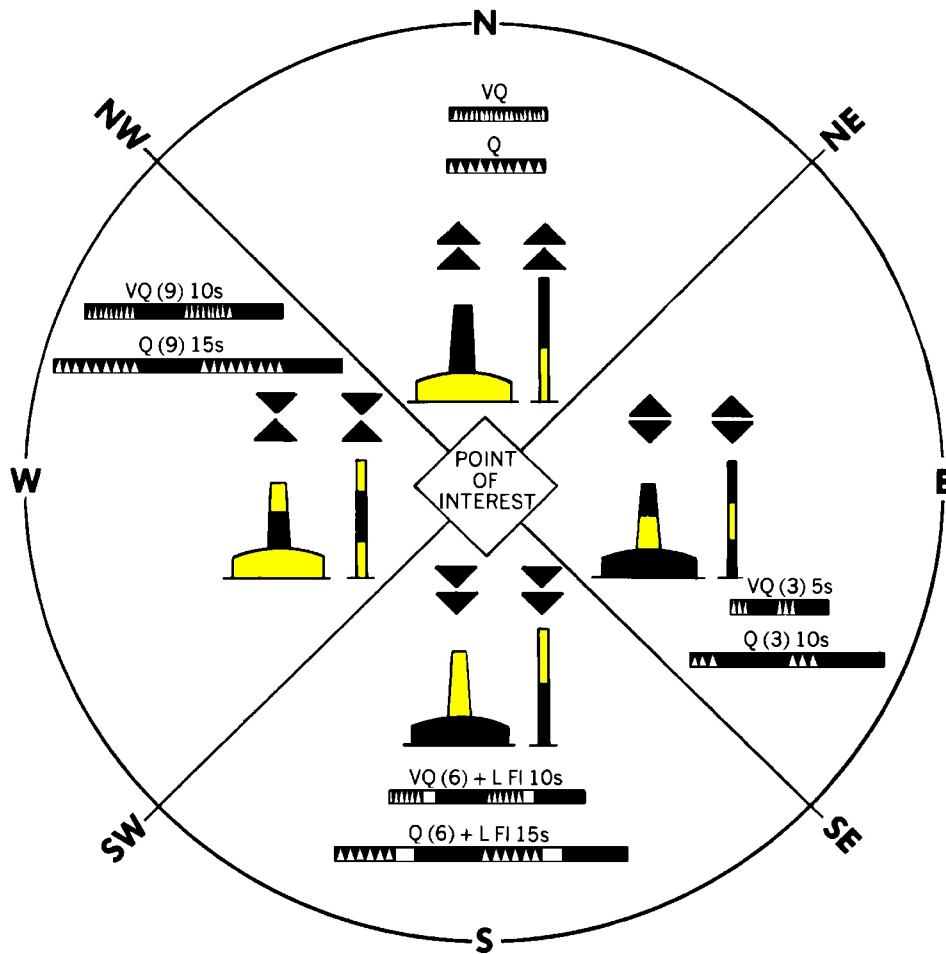 N
NW
NE
VQ
Q
VQ (9) 10s
Q (9) 15s
W
POINT
OF
INTEREST
E
VQ (3) 5s
Q (3) 10s
VQ (6) + L Fl 10s
Q (6) + L Fl 15s
SW
SE
S